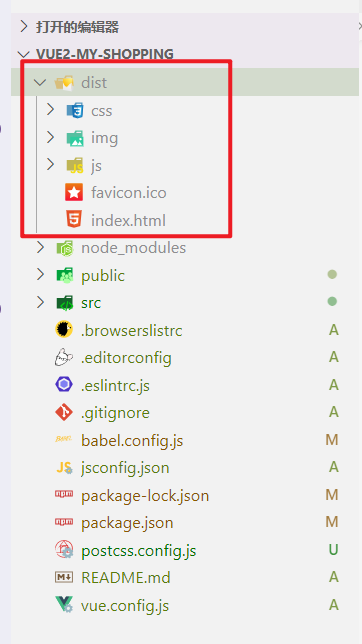 打开的编辑器
VUE2-MY-SHOPPING
dist
css
img
js
favicon.ico
index.html
node_modules
public
src
.browserslistrc A
.editorconfig A
.eslintrc.js A
.gitignore A
babel.config.js M
jsconfig.json A
package-lock.json M
package.json M
postcss.config.js U
README.md A
vue.config.js A